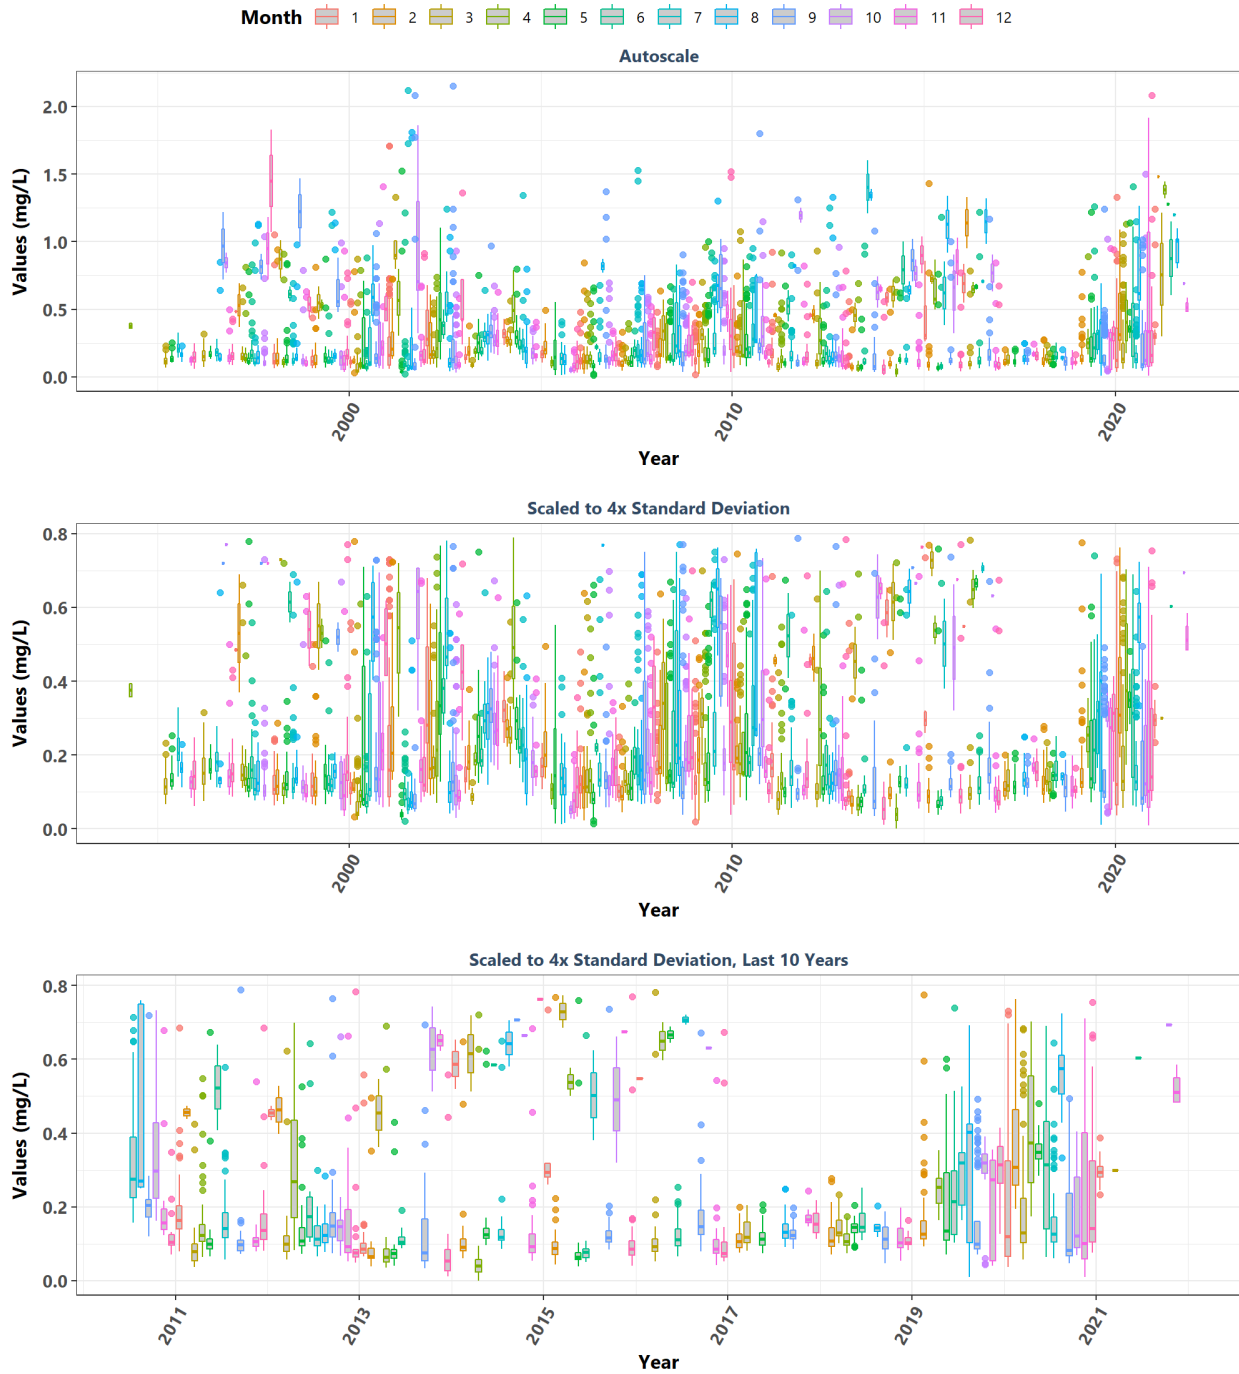 Month 1 2 3 4 5 6 7 8 9 10 11 12
Autoscale
Values (mg/L)
2.0
1.5
1.0
0.5
0.0
2000 2010 2020
Year
Scaled to 4x Standard Deviation
Values (mg/L)
0.8
0.6
0.4
0.2
0.0
2000 2010 2020
Year
Scaled to 4x Standard Deviation, Last 10 Years
Values (mg/L)
0.8
0.6
0.4
0.2
0.0
2011 2013 2015 2017 2019 2021
Year